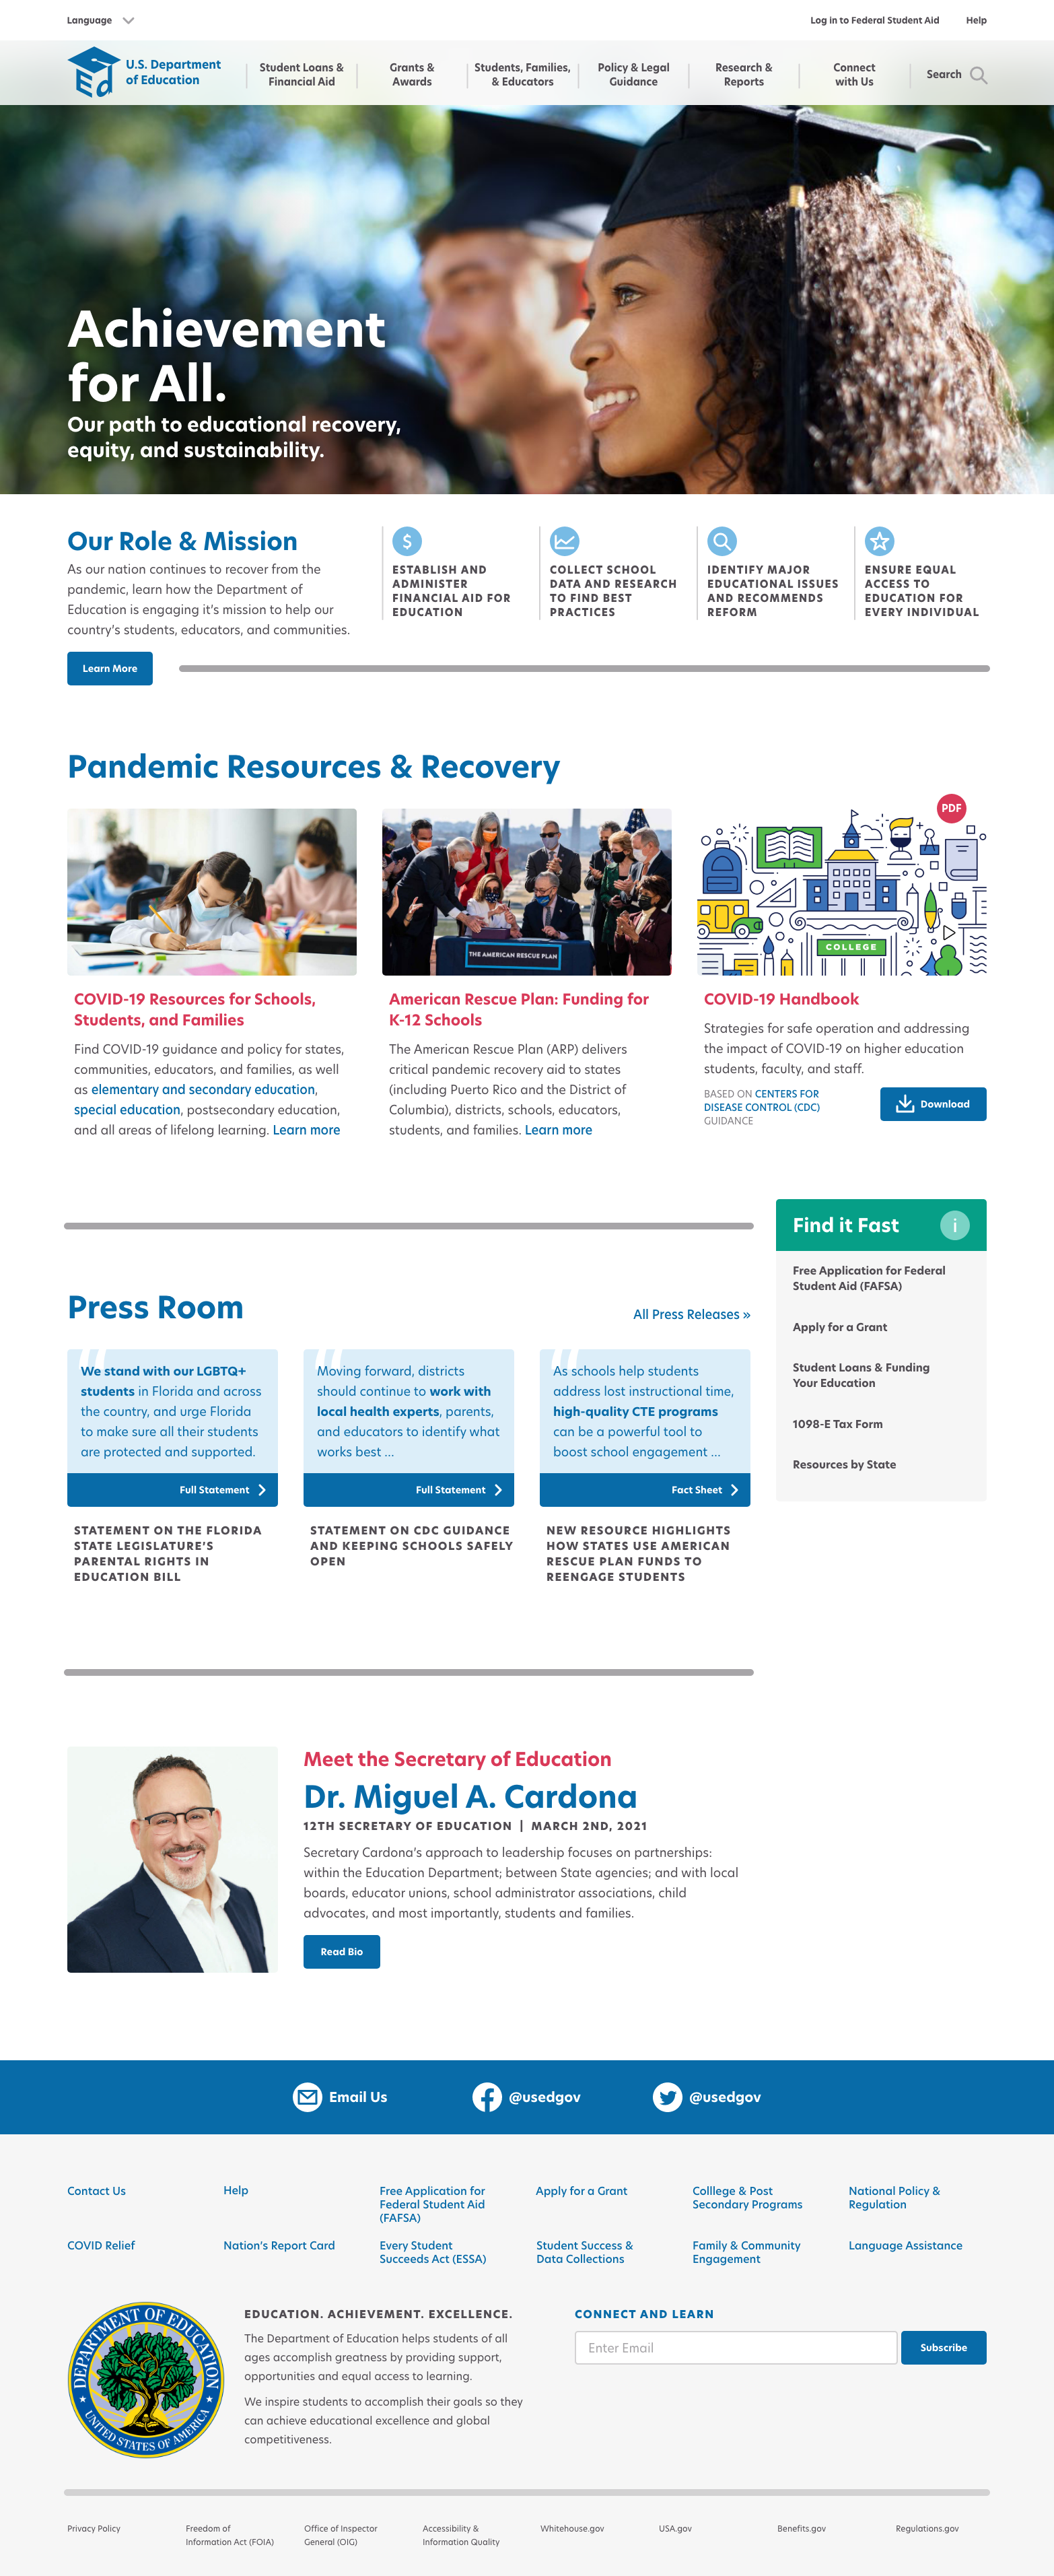 Language
Log in to Federal Student Aid
Help
U.S. Department
of Education
Student Loans &
Financial Aid
Grants &
Awards
Students, Families,
& Educators
Policy & Legal
Guidance
Research &
Reports
Connect
with Us
Search
Achievement
for All.
Our path to educational recovery,
equity, and sustainability.
Our Role & Mission
As our nation continues to recover from the
pandemic, learn how the Department of
Education is engaging it's mission to help our
country's students, educators, and communities.
Learn More
$
ESTABLISH AND
ADMINISTER
FINANCIAL AID FOR
EDUCATION
COLLECT SCHOOL
DATA AND RESEARCH
TO FIND BEST
PRACTICES
IDENTIFY MAJOR
EDUCATIONAL ISSUES
AND RECOMMENDS
REFORM
ENSURE EQUAL
ACCESS TO
EDUCATION FOR
EVERY INDIVIDUAL
Pandemic Resources & Recovery
THE AMERICAN RESCUE PLAN
PDF
COLLEGE
COVID-19 Resources for Schools,
Students, and Families
Find COVID-19 guidance and policy for states,
communities, educators, and families, as well
as elementary and secondary education,
special education, postsecondary education,
and all areas of lifelong learning. Learn more
American Rescue Plan: Funding for
K-12 Schools
The American Rescue Plan (ARP) delivers
critical pandemic recovery aid to states
(including Puerto Rico and the District of
Columbia), districts, schools, educators,
students, and families. Learn more
COVID-19 Handbook
Strategies for safe operation and addressing
the impact of COVID-19 on higher education
students, faculty, and staff.
BASED ON CENTERS FOR
DISEASE CONTROL (CDC)
GUIDANCE
Download
Find it Fast
i
Free Application for Federal
Student Aid (FAFSA)
Apply for a Grant
Student Loans & Funding
Your Education
1098-E Tax Form
Resources by State
Press Room
All Press Releases »
We stand with our LGBTQ+
students in Florida and across
the country, and urge Florida
to make sure all their students
are protected and supported.
Full Statement
STATEMENT ON THE FLORIDA
STATE LEGISLATURE'S
PARENTAL RIGHTS IN
EDUCATION BILL
Moving forward, districts
should continue to work with
local health experts, parents,
and educators to identify what
works best ...
Full Statement
STATEMENT ON CDC GUIDANCE
AND KEEPING SCHOOLS SAFELY
OPEN
As schools help students
address lost instructional time,
high-quality CTE programs
can be a powerful tool to
boost school engagement ...
Fact Sheet
NEW RESOURCE HIGHLIGHTS
HOW STATES USE AMERICAN
RESCUE PLAN FUNDS TO
REENGAGE STUDENTS
Meet the Secretary of Education
Dr. Miguel A. Cardona
12TH SECRETARY OF EDUCATION | MARCH 2ND, 2021
Secretary Cardona's approach to leadership focuses on partnerships:
within the Education Department; between State agencies; and with local
boards, educator unions, school administrator associations, child
advocates, and most importantly, students and families.
Read Bio
Email Us
@usedgov
@usedgov
Contact Us
Help
Free Application for
Federal Student Aid
(FAFSA)
Apply for a Grant
Colllege & Post
Secondary Programs
National Policy &
Regulation
COVID Relief
Nation's Report Card
Every Student
Succeeds Act (ESSA)
Student Success &
Data Collections
Family & Community
Engagement
Language Assistance
DEPARTMENT OF EDUCATION
UNITED STATES OF AMERICA
EDUCATION. ACHIEVEMENT. EXCELLENCE.
The Department of Education helps students of all
ages accomplish greatness by providing support,
opportunities and equal access to learning.
We inspire students to accomplish their goals so they
can achieve educational excellence and global
competitiveness.
CONNECT AND LEARN
Enter Email
Subscribe
Privacy Policy
Freedom of
Information Act (FOIA)
Office of Inspector
General (OIG)
Accessibility &
Information Quality
Whitehouse.gov
USA.gov
Benefits.gov
Regulations.gov